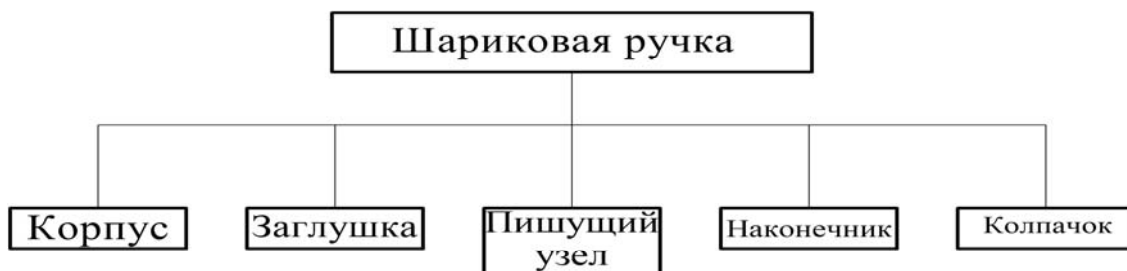 Шариковая ручка
Корпус
Заглушка
Пишущий
узел
Наконечник
Колпачок